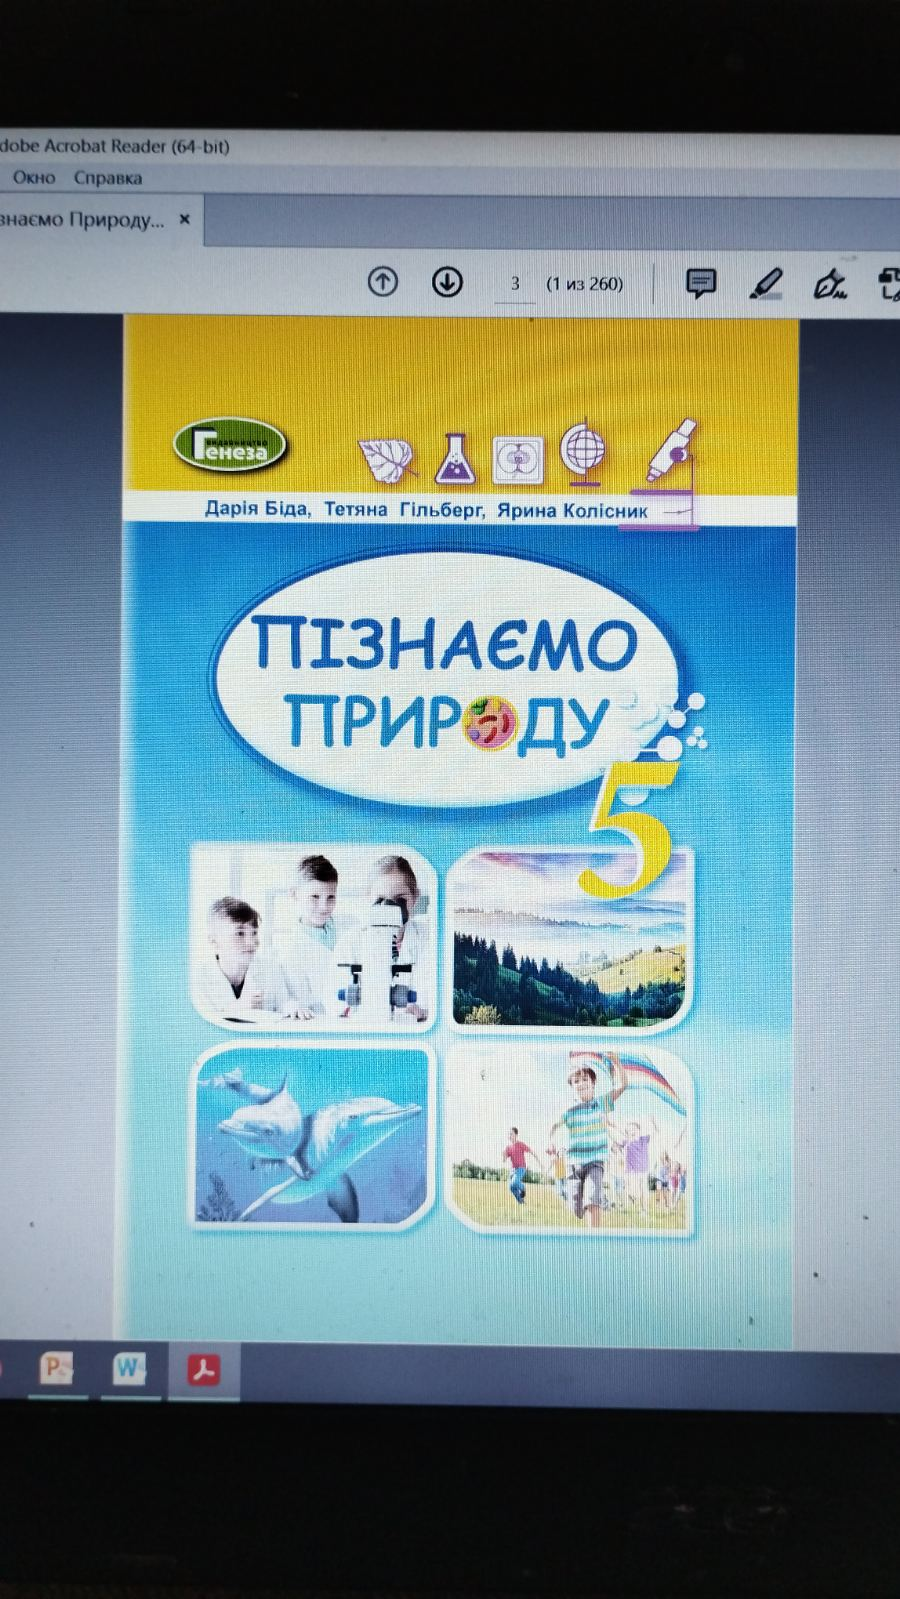 dobe Acrobat Reader (64-bit)
Окно Справка
знаємо Природу... ×
3 (1 из 260)
видавництво
Генеза
Дарія Біда, Тетяна Гільберг, Ярина Колісник
ПІЗНАЄМО
ПРИРОДУ
5
P
W